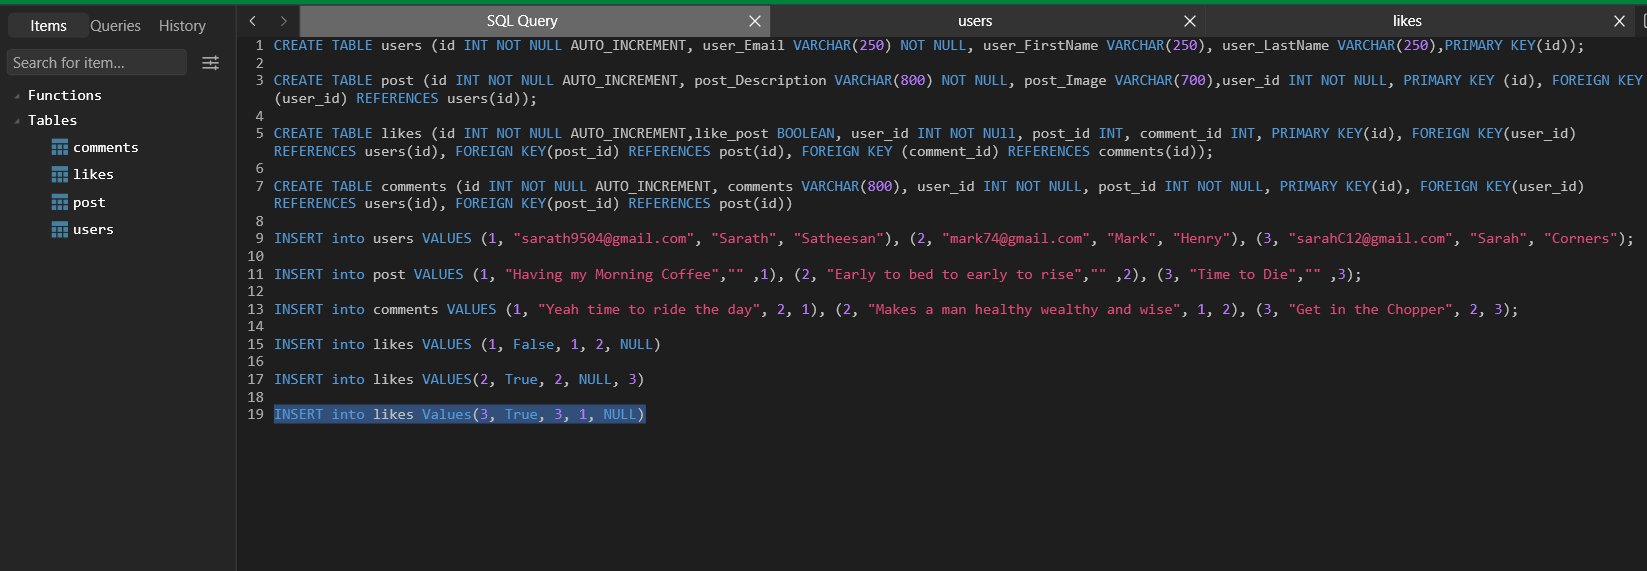 Items Queries History
SQL Query
users
likes
Search for item...
Functions
Tables
comments
likes
post
users
1 CREATE TABLE users (id INT NOT NULL AUTO_INCREMENT, user_Email VARCHAR(250) NOT NULL, user_FirstName VARCHAR(250), user_LastName VARCHAR(250),PRIMARY KEY(id));
2
3 CREATE TABLE post (id INT NOT NULL AUTO_INCREMENT, post_Description VARCHAR(800) NOT NULL, post_Image VARCHAR(700),user_id INT NOT NULL, PRIMARY KEY (id), FOREIGN KEY
(user_id) REFERENCES users(id));
4
5 CREATE TABLE likes (id INT NOT NULL AUTO_INCREMENT,like_post BOOLEAN, user_id INT NOT NUll, post_id INT, comment_id INT, PRIMARY KEY(id), FOREIGN KEY(user_id)
REFERENCES users(id), FOREIGN KEY(post_id) REFERENCES post(id), FOREIGN KEY (comment_id) REFERENCES comments(id));
6
7 CREATE TABLE comments (id INT NOT NULL AUTO_INCREMENT, comments VARCHAR(800), user_id INT NOT NULL, post_id INT NOT NULL, PRIMARY KEY(id), FOREIGN KEY(user_id)
REFERENCES users(id), FOREIGN KEY(post_id) REFERENCES post(id))
8
9 INSERT into users VALUES (1, "sarath9504@gmail.com", "Sarath", "Satheesan"), (2, "mark74@gmail.com", "Mark", "Henry"), (3, "sarahC12@gmail.com", "Sarah", "Corners");
10
11 INSERT into post VALUES (1, "Having my Morning Coffee","" ,1), (2, "Early to bed to early to rise","" ,2), (3, "Time to Die","" ,3);
12
13 INSERT into comments VALUES (1, "Yeah time to ride the day", 2, 1), (2, "Makes a man healthy wealthy and wise", 1, 2), (3, "Get in the Chopper", 2, 3);
14
15 INSERT into likes VALUES (1, False, 1, 2, NULL)
16
17 INSERT into likes VALUES(2, True, 2, NULL, 3)
18
19 INSERT into likes Values(3, True, 3, 1, NULL)